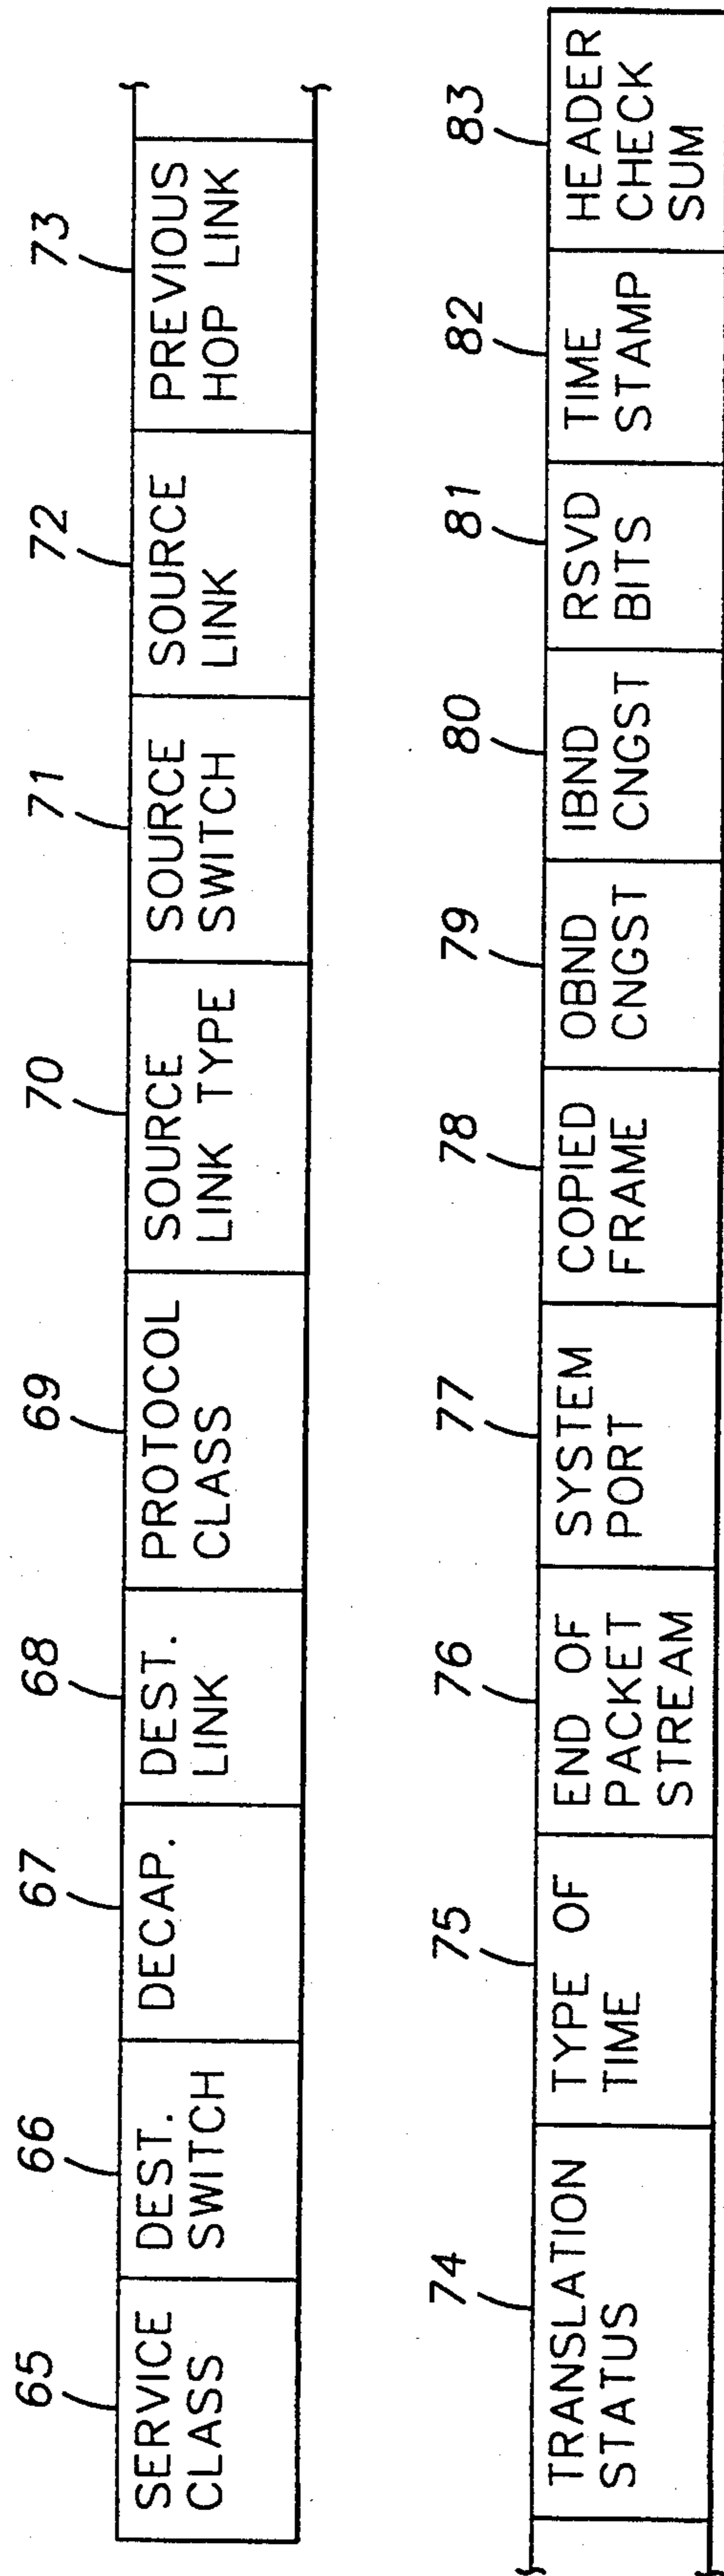 65 66 67 68 69 70 71 72 73
SERVICE
CLASS
DEST.
SWITCH
DECAP.
DEST.
LINK
PROTOCOL
CLASS
SOURCE
LINK TYPE
SOURCE
SWITCH
SOURCE
LINK
PREVIOUS
HOP LINK
74 75 76 77 78 79 80 81 82 83
TRANSLATION
STATUS
TYPE OF
TIME
END OF
PACKET
STREAM
SYSTEM
PORT
COPIED
FRAME
OBND
CNGST
IBND
CNGST
RSVD
BITS
TIME
STAMP
HEADER
CHECK
SUM